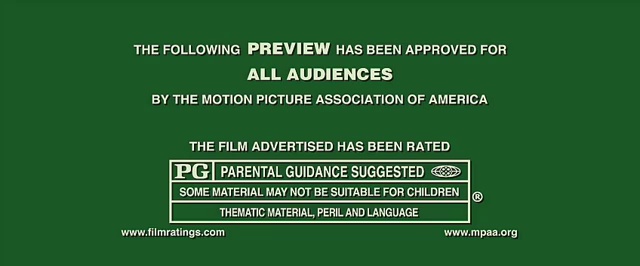 THE FOLLOWING PREVIEW HAS BEEN APPROVED FOR
ALL AUDIENCES
BY THE MOTION PICTURE ASSOCIATION OF AMERICA
THE FILM ADVERTISED HAS BEEN RATED
PG PARENTAL GUIDANCE SUGGESTED
SOME MATERIAL MAY NOT BE SUITABLE FOR CHILDREN ®
THEMATIC MATERIAL, PERIL AND LANGUAGE
www.filmratings.com www.mpaa.org